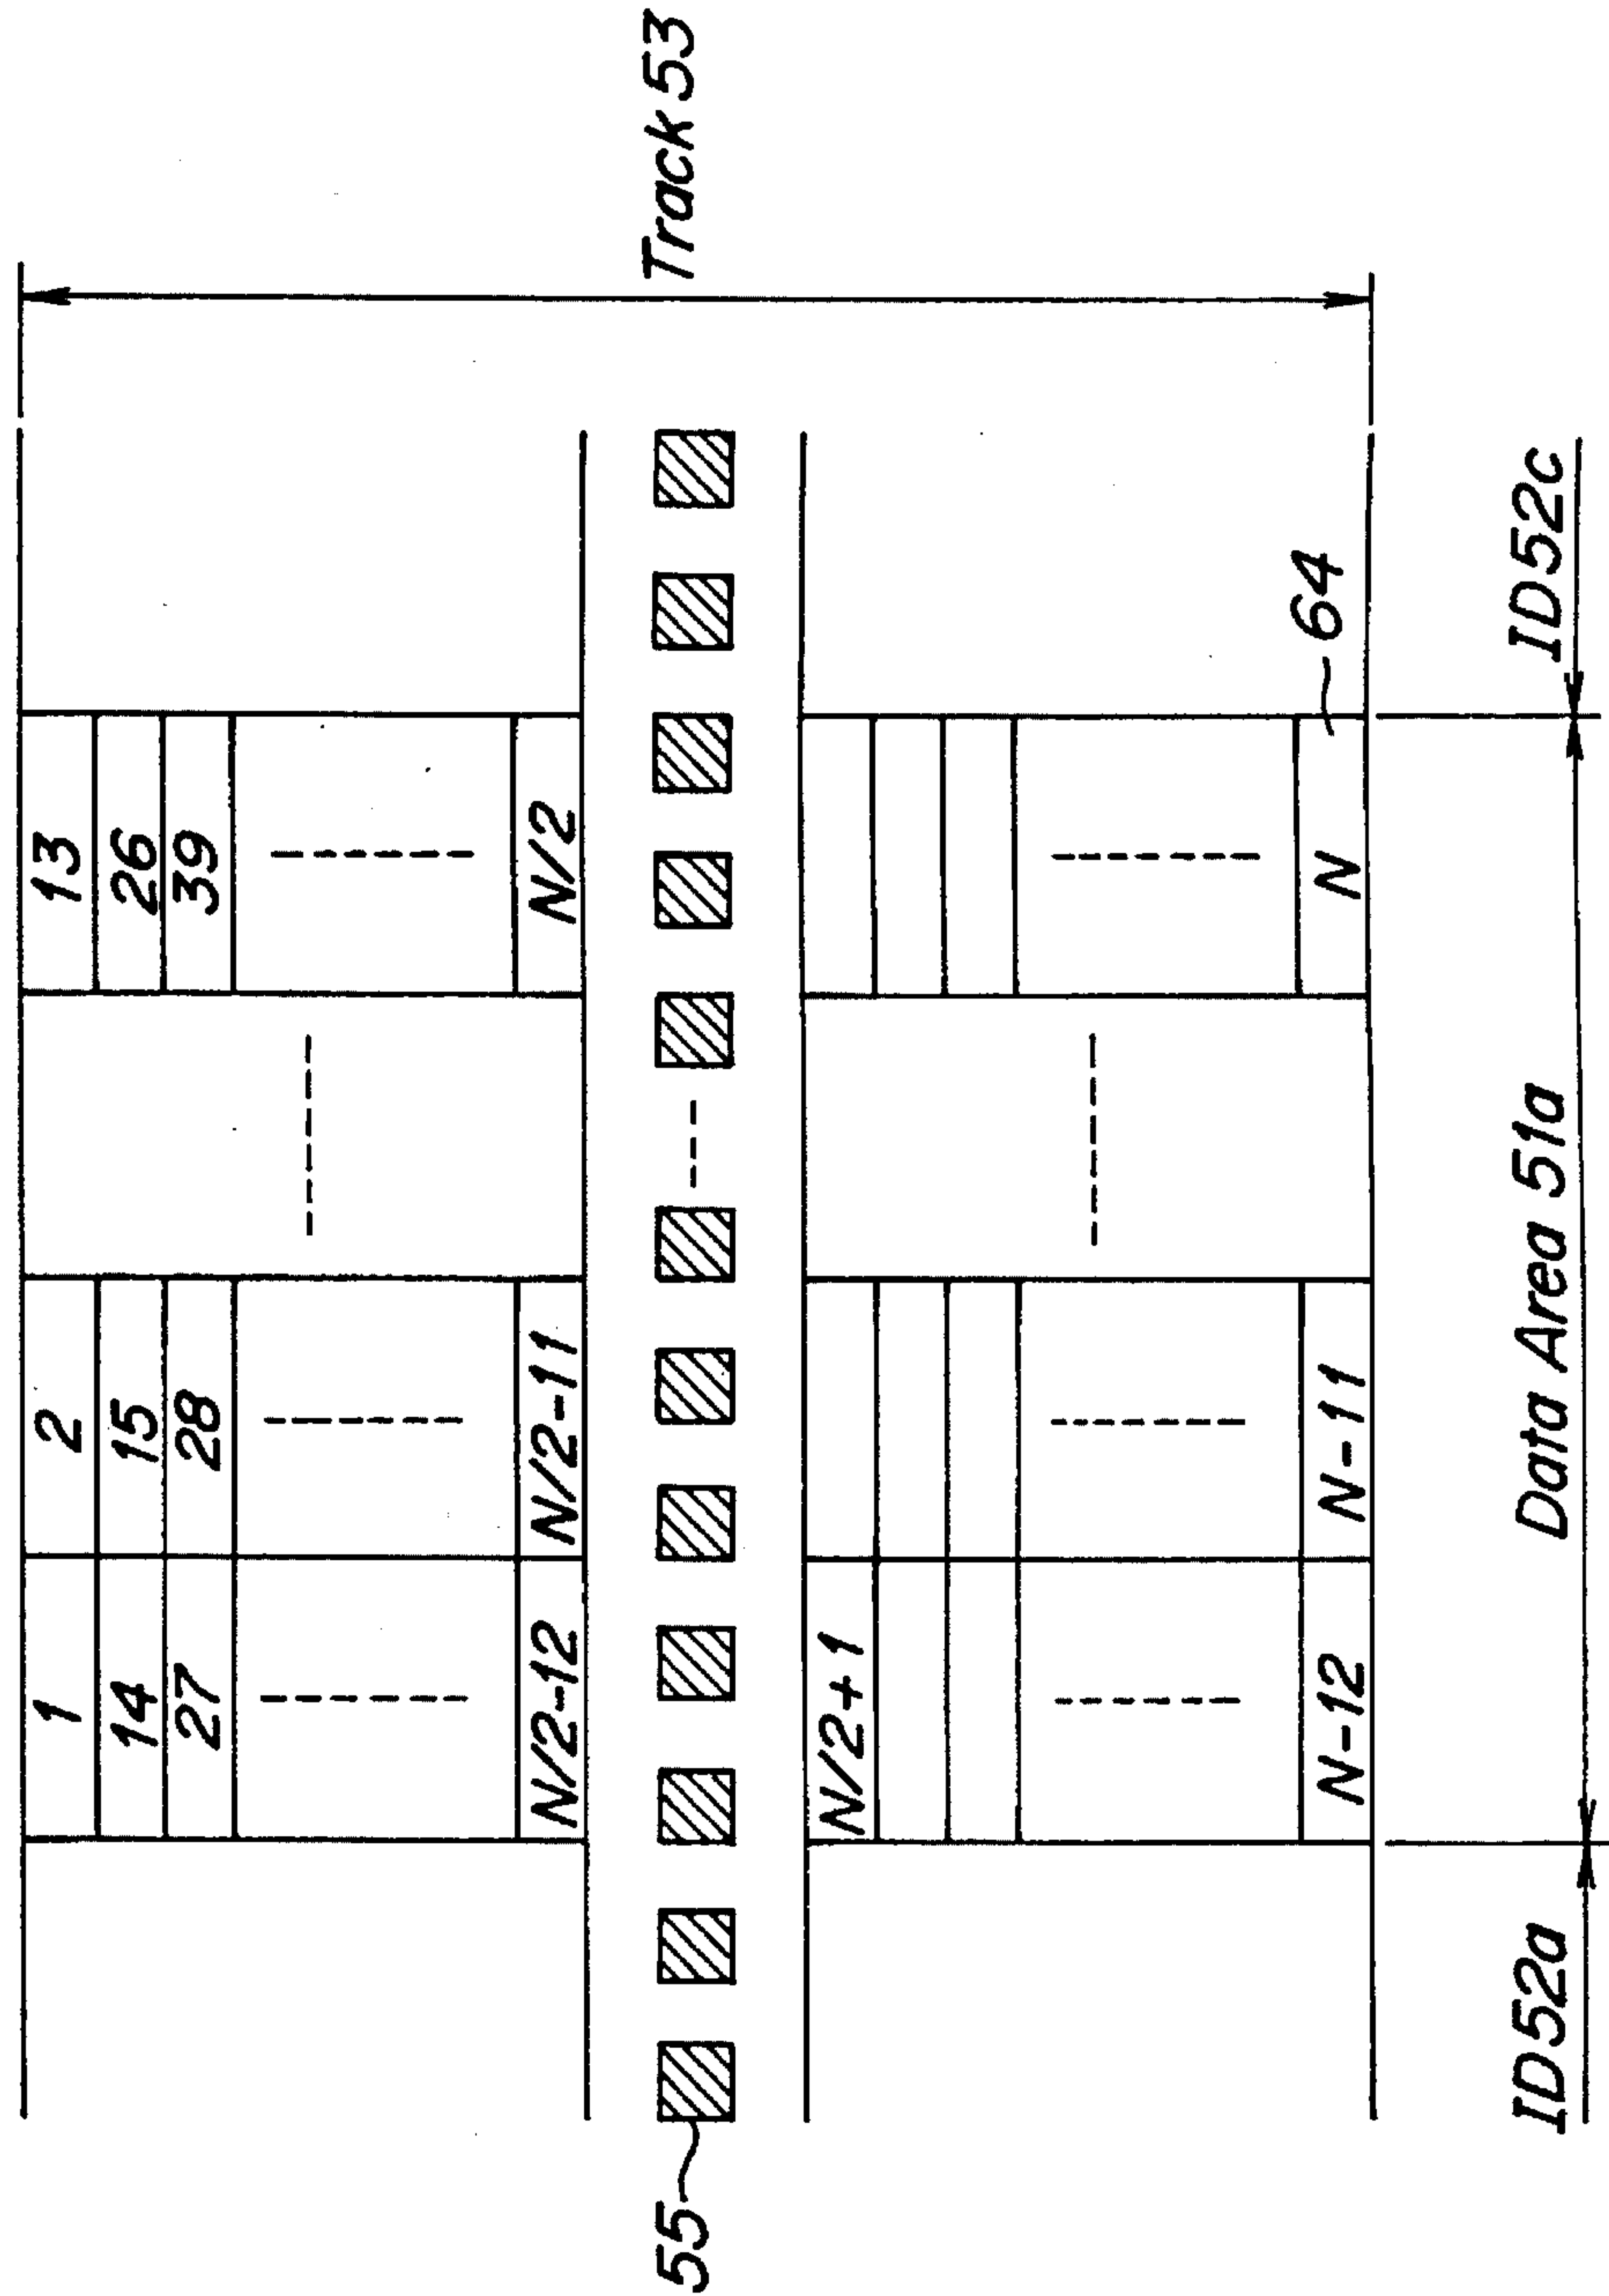 1 2 13
14 15 26
27 28 39
N/2-12 N/2-11 N/2
55
Track 53
N/2+1
N-12 N-11 N
64
ID52a Data Area 51a ID52c